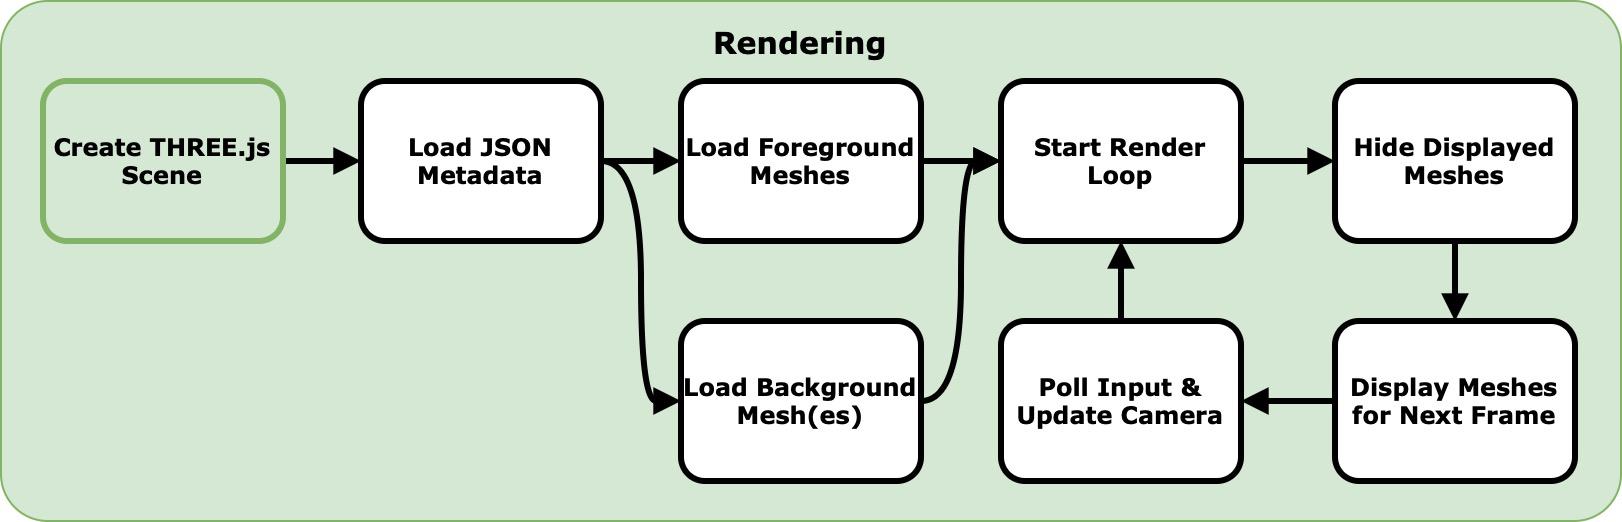 Rendering
Create THREE.js
Scene
Load JSON
Metadata
Load Foreground
Meshes
Start Render
Loop
Hide Displayed
Meshes
Load Background
Mesh(es)
Poll Input &
Update Camera
Display Meshes
for Next Frame